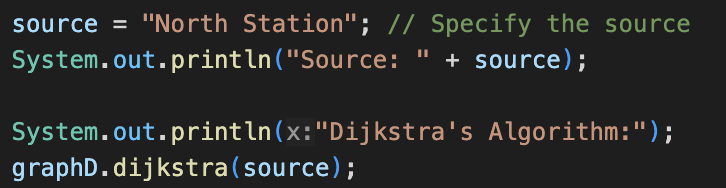 source = "North Station"; // Specify the source
System.out.println("Source: " + source);
System.out.println(x:"Dijkstra's Algorithm:");
graphD.dijkstra(source);